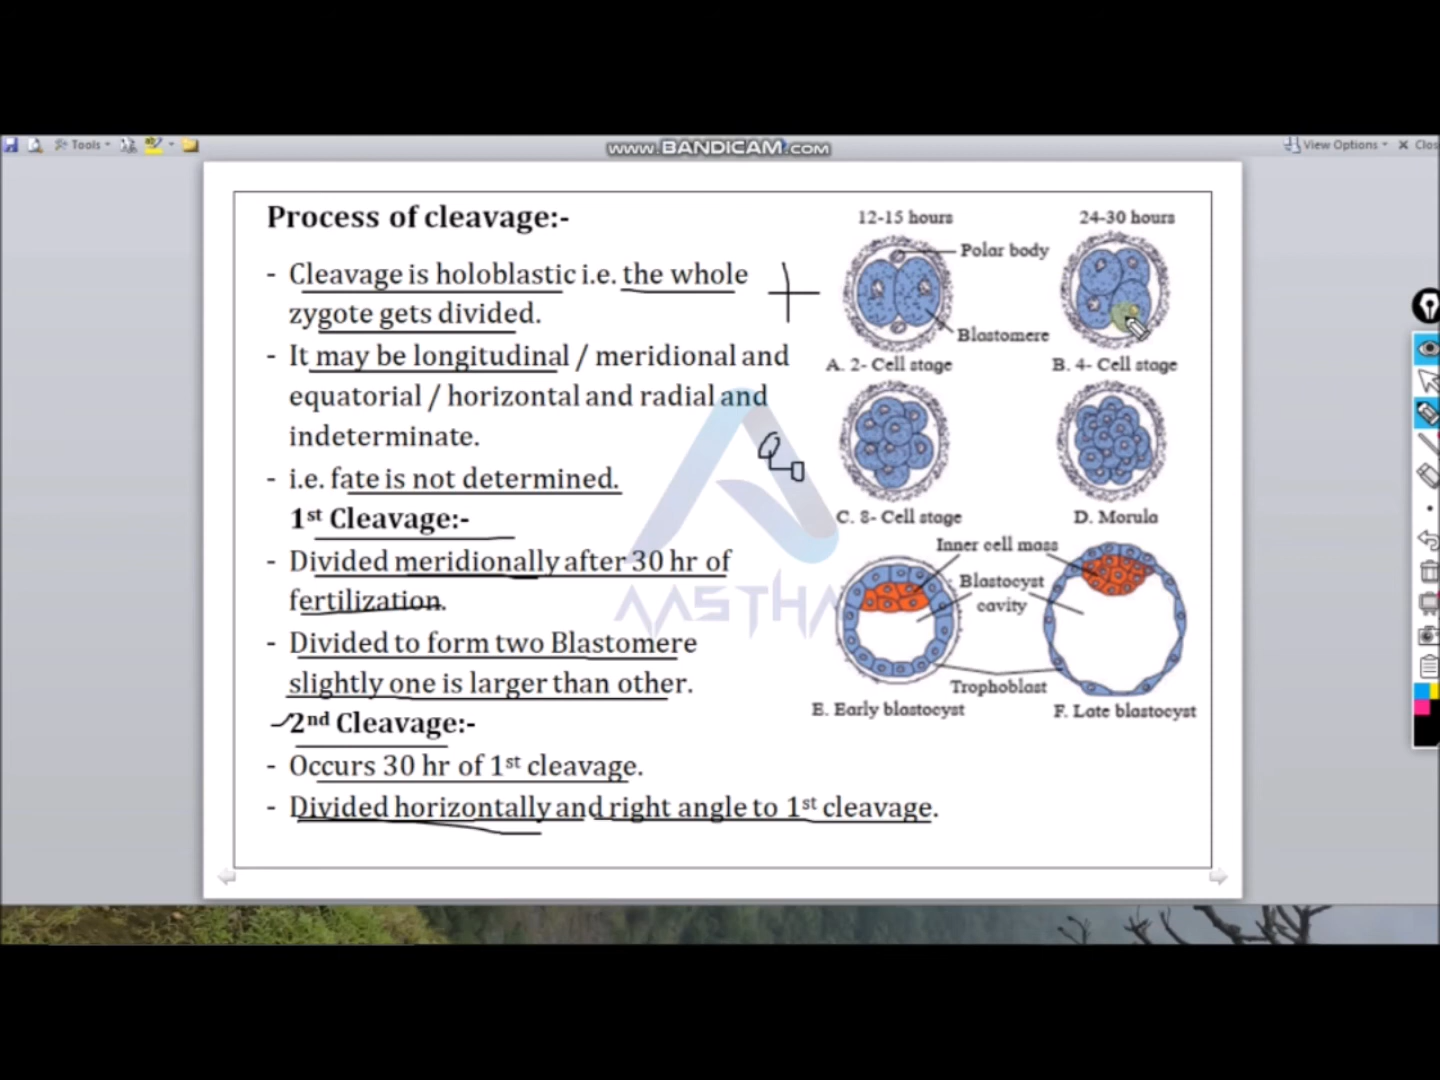 Tools
www.BANDICAM.com
View Options
Clos
Process of cleavage:-
- Cleavage is holoblastic i.e. the whole
zygote gets divided.
- It may be longitudinal / meridional and
equatorial / horizontal and radial and
indeterminate.
- i.e. fate is not determined.
1st Cleavage:-
- Divided meridionally after 30 hr of
fertilization.
- Divided to form two Blastomere
slightly one is larger than other.
2nd Cleavage:-
- Occurs 30 hr of 1st cleavage.
- Divided horizontally and right angle to 1st cleavage.
12-15 hours
24-30 hours
Polar body
Blastomere
A. 2- Cell stage
B. 4- Cell stage
C. 8- Cell stage
D. Morula
Inner cell mass
Blastocyst
cavity
Trophoblast
E. Early blastocyst
F. Late blastocyst
AASTHA